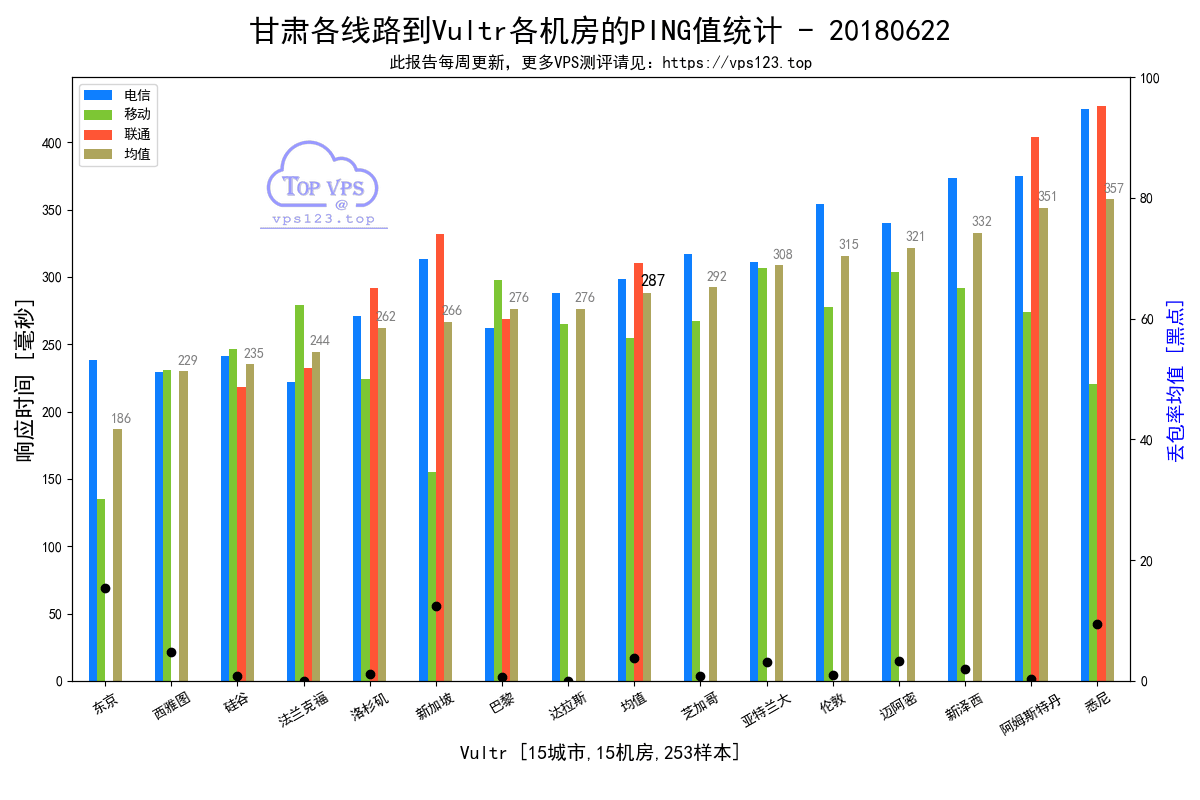 甘肃各线路到Vultr各机房的PING值统计 - 20180622
此报告每周更新，更多VPS测评请见：https://vps123.top
电信
移动
联通
均值
TOP VPS
@
vps123.top
响应时间 [毫秒]
400
350
300
250
200
150
100
50
0
186
229
235
244
262
266
276
276
287
292
308
315
321
332
351
357
100
80
60
40
20
0
丢包率均值 [黑点]
东京
西雅图
硅谷
法兰克福
洛杉矶
新加坡
巴黎
达拉斯
均值
芝加哥
亚特兰大
伦敦
迈阿密
新泽西
阿姆斯特丹
悉尼
Vultr [15城市,15机房,253样本]